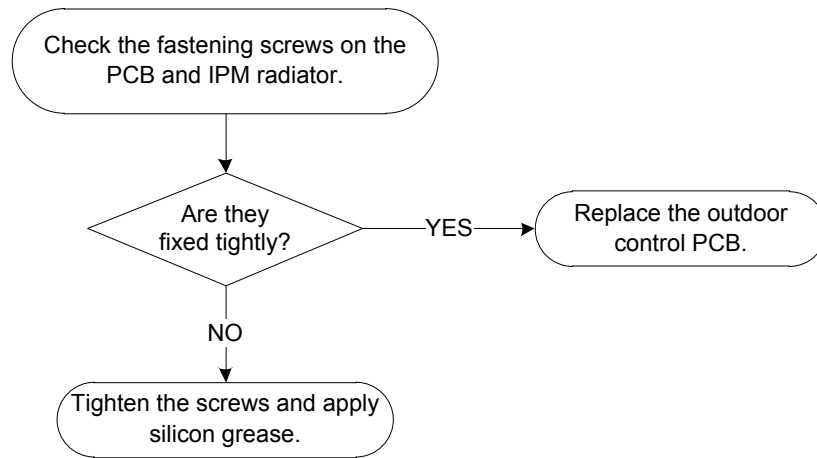 Check the fastening screws on the
PCB and IPM radiator.
Are they
fixed tightly?
YES
Replace the outdoor
control PCB.
NO
Tighten the screws and apply
silicon grease.